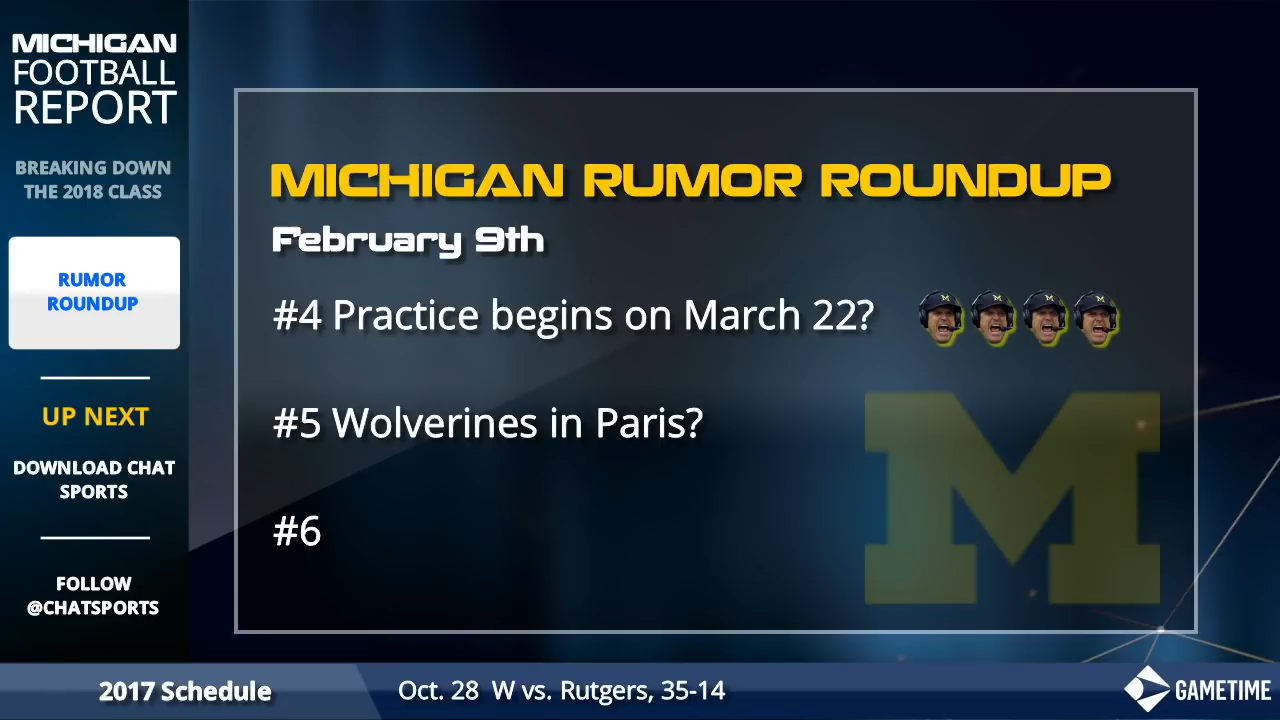 MICHIGAN
FOOTBALL
REPORT
BREAKING DOWN
THE 2018 CLASS
RUMOR
ROUNDUP
UP NEXT
DOWNLOAD CHAT
SPORTS
FOLLOW
@CHATSPORTS
MICHIGAN RUMOR ROUNDUP
February 9th
#4 Practice begins on March 22?
#5 Wolverines in Paris?
#6
M
2017 Schedule
Oct. 28 W vs. Rutgers, 35-14
GAMETIME